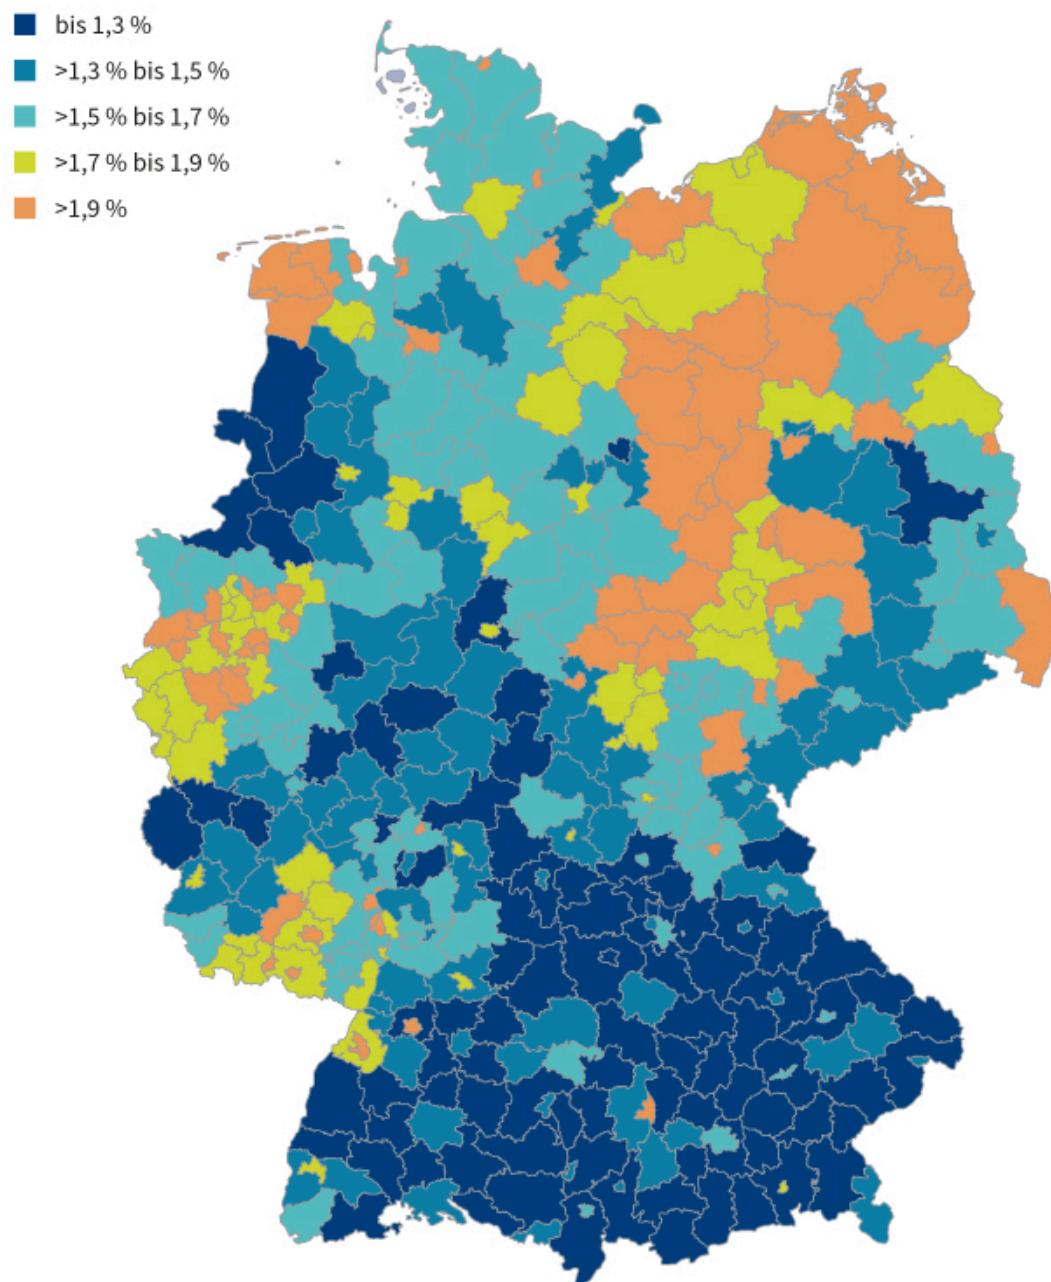 bis 1,3 %
>1,3 % bis 1,5 %
>1,5 % bis 1,7 %
>1,7 % bis 1,9 %
>1,9 %